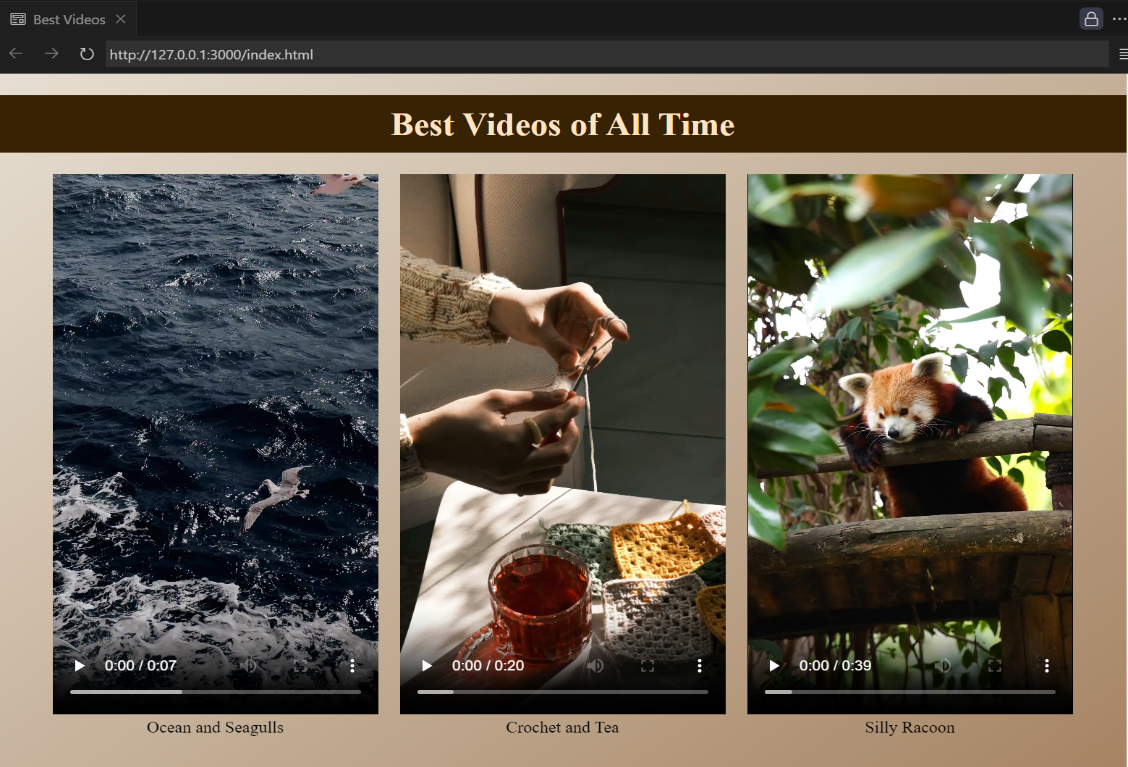 Best Videos
http://127.0.0.1:3000/index.html
Best Videos of All Time
0:00 / 0:07
0:00 / 0:20
0:00 / 0:39
Ocean and Seagulls
Crochet and Tea
Silly Racoon